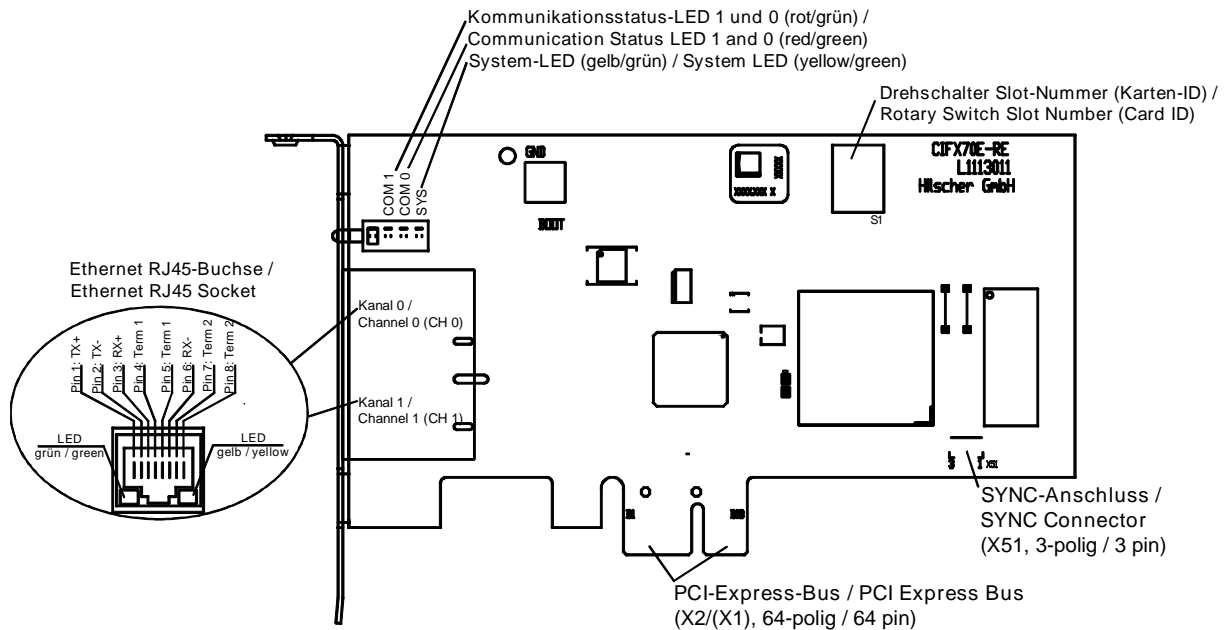 Kommunikationsstatus-LED 1 und 0 (rot/grün) /
Communication Status LED 1 and 0 (red/green)
System-LED (gelb/grün) / System LED (yellow/green)
Drehschalter Slot-Nummer (Karten-ID) /
Rotary Switch Slot Number (Card ID)
GND
BOOT
COM 1
COM 0
SYS
XXXX
XXXXXXX X
S1
CIFX70E-RE
L1113011
Hilscher GmbH
Ethernet RJ45-Buchse /
Ethernet RJ45 Socket
Kanal 0 /
Channel 0 (CH 0)
Kanal 1 /
Channel 1 (CH 1)
Pin 1: TX+
Pin 2: TX-
Pin 3: RX+
Pin 4: Term 1
Pin 5: Term 1
Pin 6: RX-
Pin 7: Term 2
Pin 8: Term 2
LED
grün / green
LED
gelb / yellow
3
1
X51
SYNC-Anschluss /
SYNC Connector
(X51, 3-polig / 3 pin)
PCI-Express-Bus / PCI Express Bus
(X2/(X1), 64-polig / 64 pin)